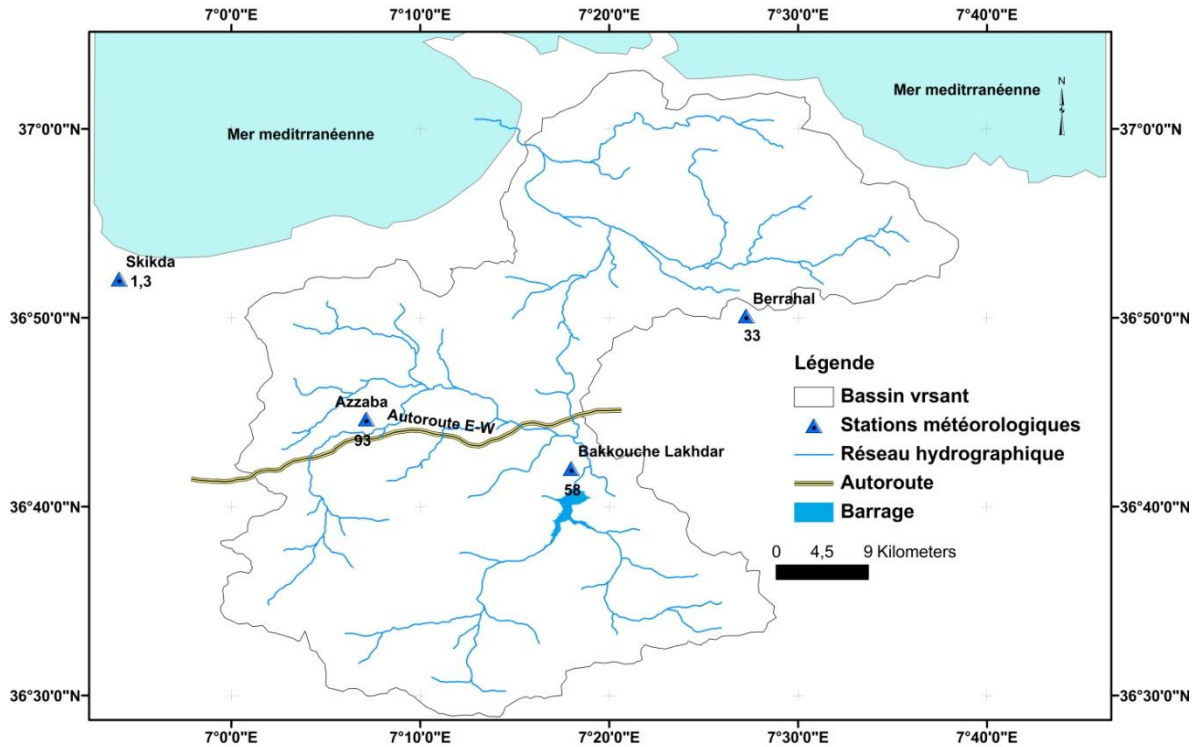 7°0'0"E 7°10'0"E 7°20'0"E 7°30'0"E 7°40'0"E
Mer meditrranéenne
N
37°0'0"N
Mer meditrranéenne
37°0'0"N
Skikda
1,3
Berrahal
33
36°50'0"N
36°50'0"N
Légende
Bassin vrsant
Stations météorologiques
Réseau hydrographique
Autoroute
Barrage
0 4,5 9 Kilometers
Azzaba
93
Autoroute E-W
Bakkouche Lakhdar
58
36°40'0"N
36°40'0"N
36°30'0"N
36°30'0"N
7°0'0"E 7°10'0"E 7°20'0"E 7°30'0"E 7°40'0"E